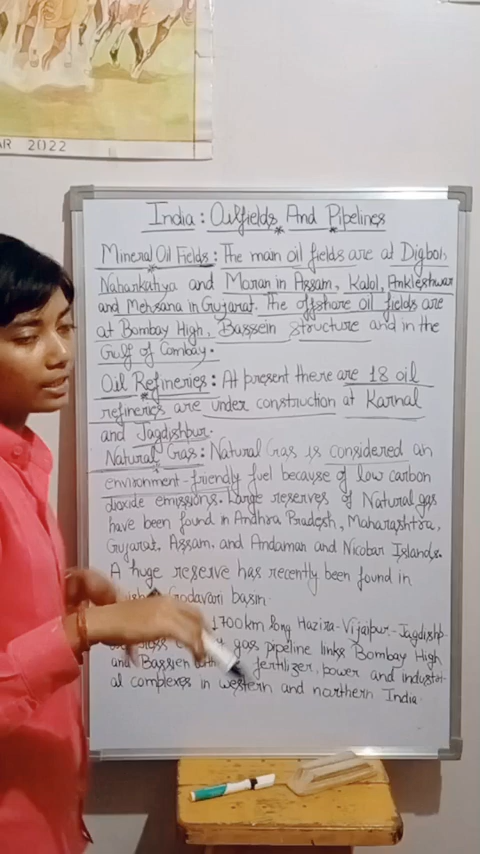 AR 2022
India: Oilfields And Pipelines
Mineral Oil Fields: The main oil fields are at Digboi,
Naharkatiya and Moran in Assam, Kalol, Ankleshwar
and Mehsana in Gujarat. The offshore oil fields are
at Bombay High, Bassein structure and in the
Gulf of Combay.
Oil Refineries: At present there are 18 oil
refineries are under construction at Karnal
and Jagdishpur.
Natural Gas: Natural Gas is considered an
environment-friendly fuel because of low carbon
dioxide emissions. Large reserves of Natural gas
have been found in Andhra Pradesh, Maharashtra,
Gujarat, Assam. and Andaman and Nicobar Islands.
A huge reserve has recently been found in
Godavari basin.
1700km long Hazira-Vijaipur-Jagdishp-
gas pipeline links Bombay High
and Bassien fertilizer, power and industri-
al complexes in western and northern India.